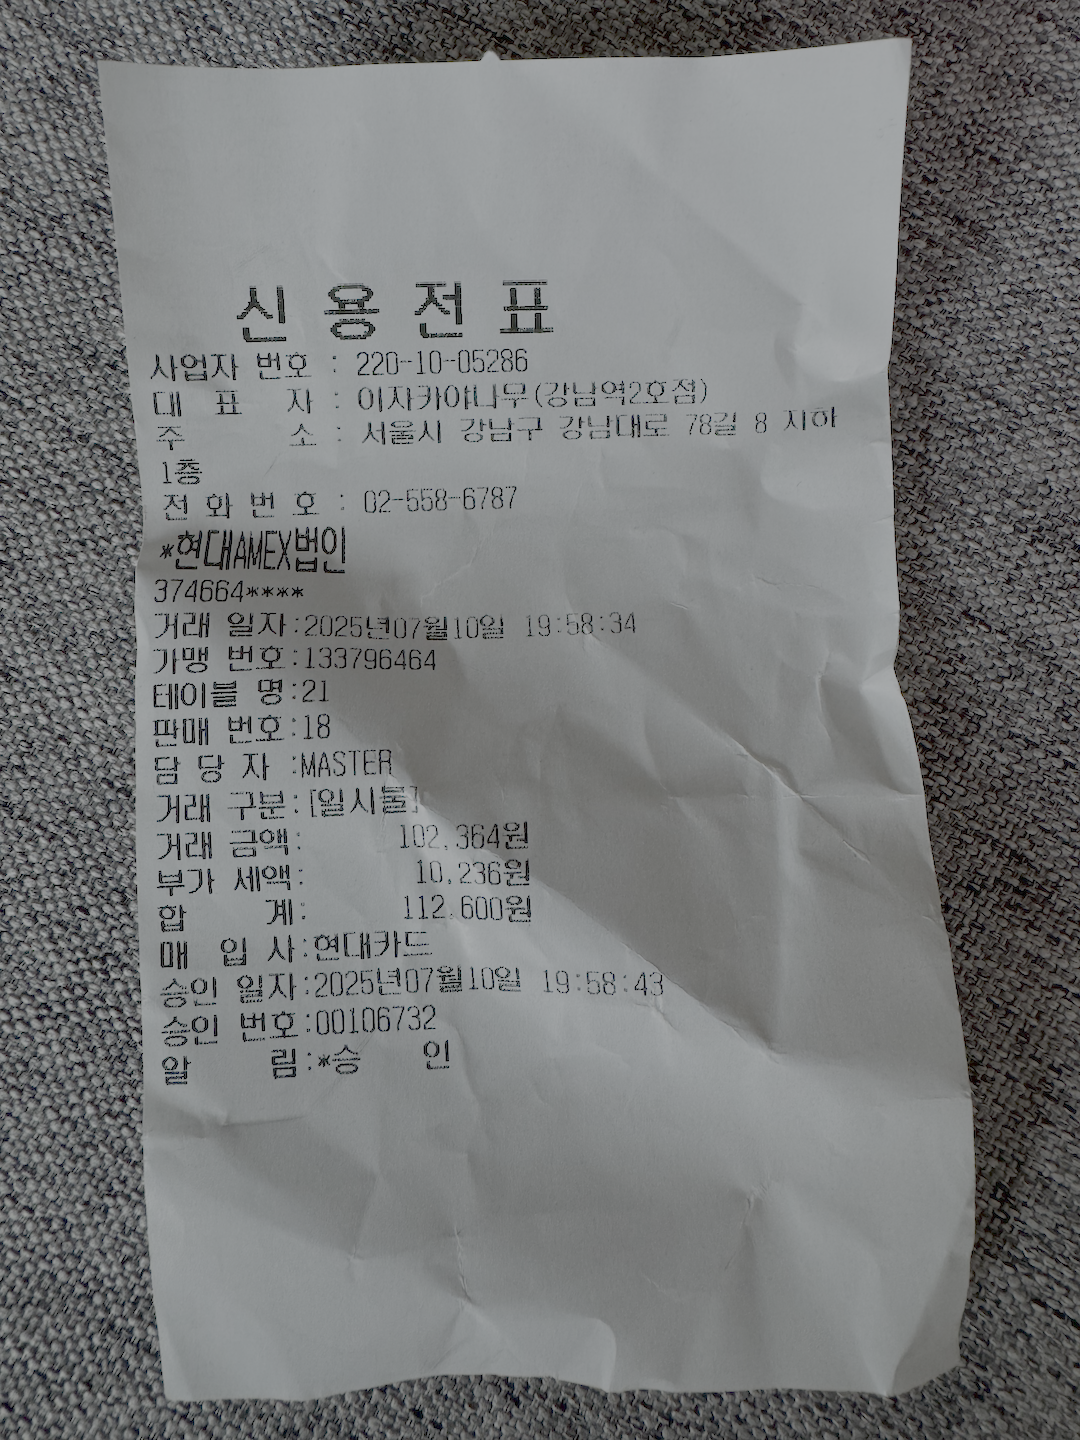 신 용 전 표
사업자 번호 : 220-10-05286
대 표 자 : 이자카야나무(강남역2호점)
주 소 : 서울시 강남구 강남대로 78길 8 지하
1층
전 화 번 호 : 02-558-6787
*현대AMEX법인
374664****
거래 일자:2025년07월10일 19:58:34
가맹 번호:133796464
테이블 명:21
판매 번호:18
담 당 자 :MASTER
거래 구분:[일시불]
거래 금액: 102,364원
부가 세액: 10,236원
합 계: 112,600원
매 입 사:현대카드
승인 일자:2025년07월10일 19:58:43
승인 번호:00106732
알 림:*승 인